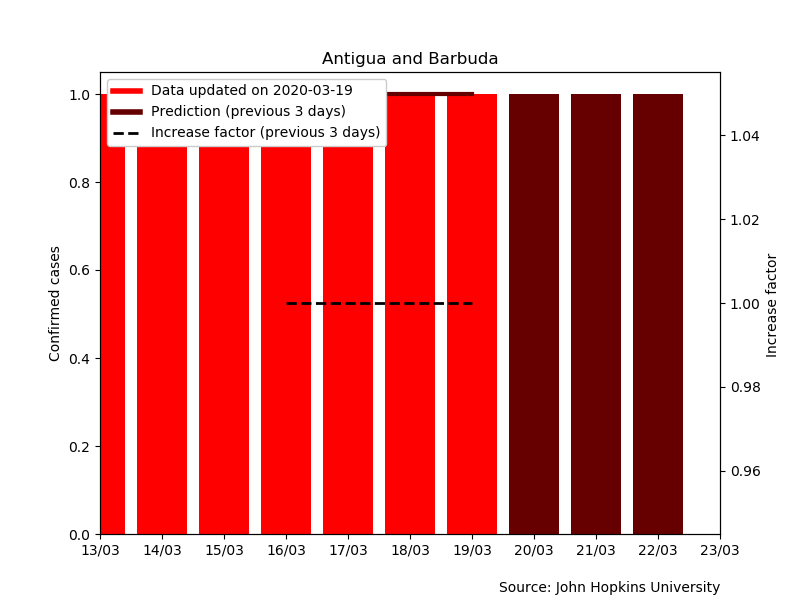 Antigua and Barbuda
Data updated on 2020-03-19
Prediction (previous 3 days)
Increase factor (previous 3 days)
Confirmed cases
1.0
0.8
0.6
0.4
0.2
0.0
1.04
1.02
1.00
0.98
0.96
Increase factor
13/03 14/03 15/03 16/03 17/03 18/03 19/03 20/03 21/03 22/03 23/03
Source: John Hopkins University